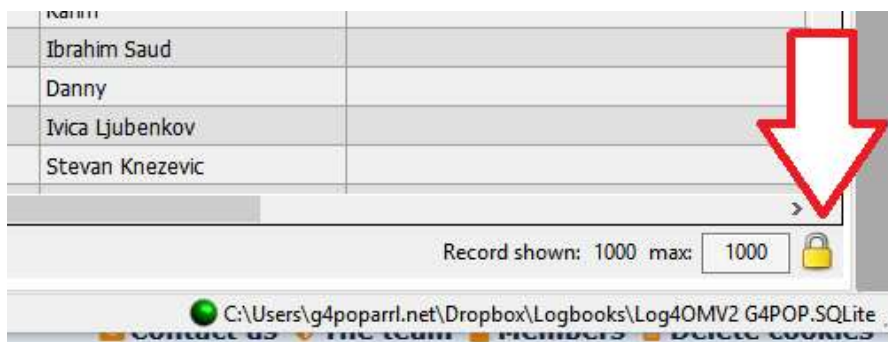 Karim
Ibrahim Saud
Danny
Ivica Ljubenkov
Stevan Knezevic
Record shown: 1000 max: 1000
C:\Users\g4poparrl.net\Dropbox\Logbooks\Log4OMV2 G4POP.SQLite
Contact us The team Members Delete cookies